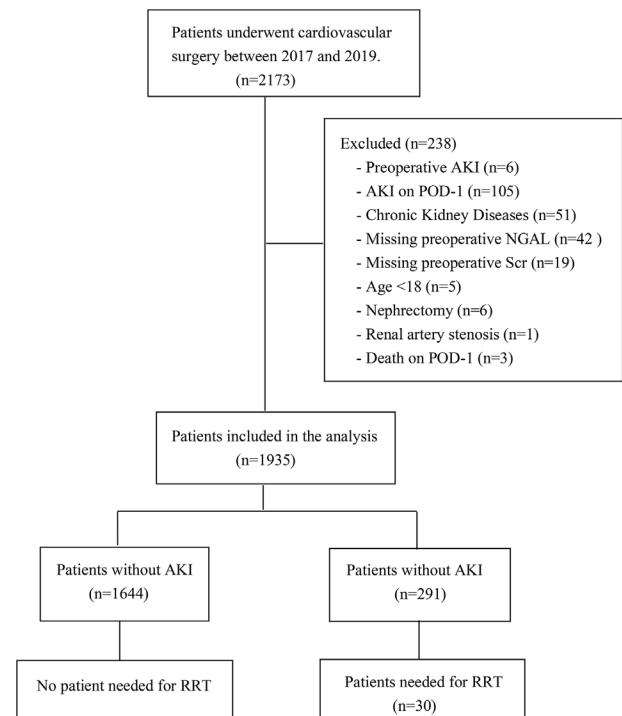 Patients underwent cardiovascular
surgery between 2017 and 2019.
(n=2173)
Excluded (n=238)
- Preoperative AKI (n=6)
- AKI on POD-1 (n=105)
- Chronic Kidney Diseases (n=51)
- Missing preoperative NGAL (n=42 )
- Missing preoperative Scr (n=19)
- Age <18 (n=5)
- Nephrectomy (n=6)
- Renal artery stenosis (n=1)
- Death on POD-1 (n=3)
Patients included in the analysis
(n=1935)
Patients without AKI
(n=1644)
Patients without AKI
(n=291)
No patient needed for RRT
Patients needed for RRT
(n=30)